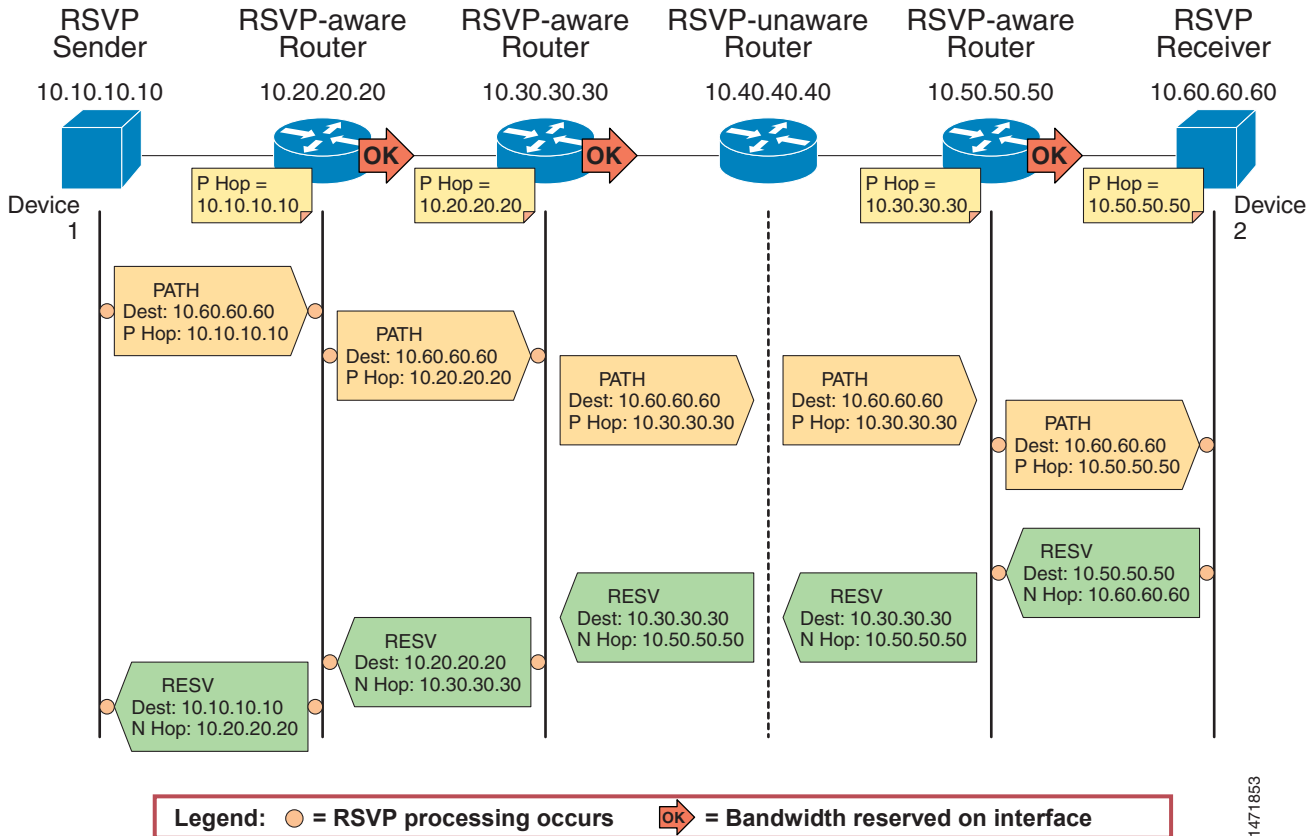 RSVP
Sender
RSVP-aware
Router
RSVP-aware
Router
RSVP-unaware
Router
RSVP-aware
Router
RSVP
Receiver
10.10.10.10
10.20.20.20
10.30.30.30
10.40.40.40
10.50.50.50
10.60.60.60
OK
OK
OK
Device
1
P Hop =
10.10.10.10
P Hop =
10.20.20.20
P Hop =
10.30.30.30
P Hop =
10.50.50.50
Device
2
PATH
Dest: 10.60.60.60
P Hop: 10.10.10.10
PATH
Dest: 10.60.60.60
P Hop: 10.20.20.20
PATH
Dest: 10.60.60.60
P Hop: 10.30.30.30
PATH
Dest: 10.60.60.60
P Hop: 10.30.30.30
PATH
Dest: 10.60.60.60
P Hop: 10.50.50.50
RESV
Dest: 10.50.50.50
N Hop: 10.60.60.60
RESV
Dest: 10.30.30.30
N Hop: 10.50.50.50
RESV
Dest: 10.30.30.30
N Hop: 10.50.50.50
RESV
Dest: 10.20.20.20
N Hop: 10.30.30.30
RESV
Dest: 10.10.10.10
N Hop: 10.20.20.20
Legend: = RSVP processing occurs OK = Bandwidth reserved on interface
1471853